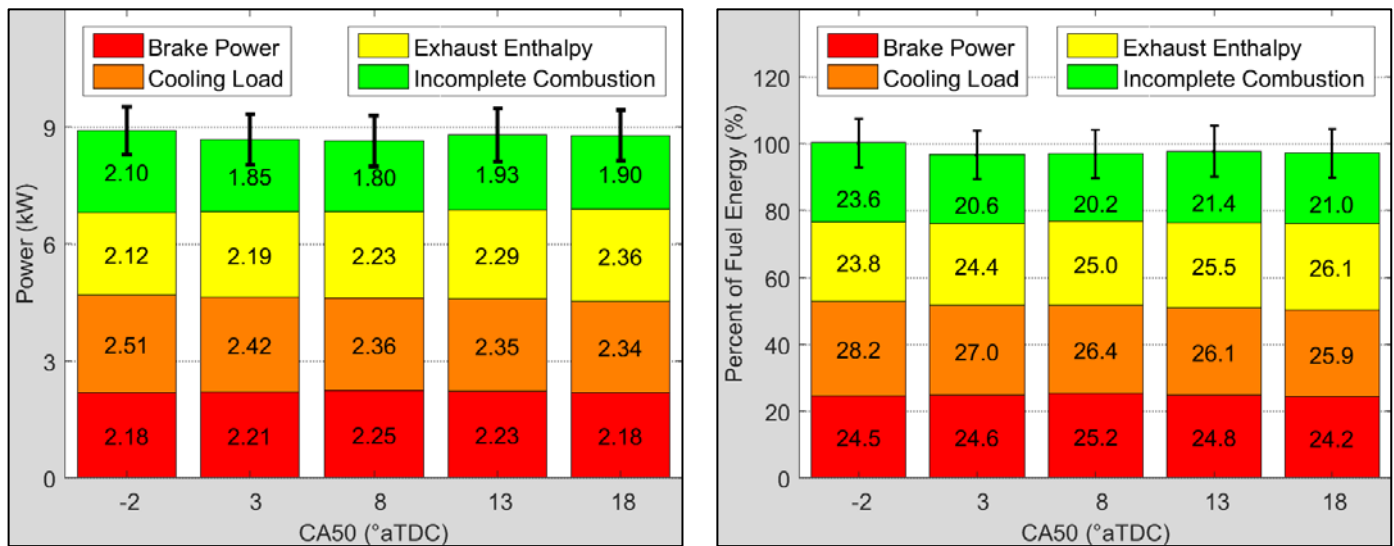 Brake Power
Cooling Load
Exhaust Enthalpy
Incomplete Combustion
Power (kW)
9
6
3
0
2.10 1.85 1.80 1.93 1.90
2.12 2.19 2.23 2.29 2.36
2.51 2.42 2.36 2.35 2.34
2.18 2.21 2.25 2.23 2.18
-2 3 8 13 18
CA50 (°aTDC)
Brake Power
Cooling Load
Exhaust Enthalpy
Incomplete Combustion
Percent of Fuel Energy (%)
120
100
80
60
40
20
0
23.6 20.6 20.2 21.4 21.0
23.8 24.4 25.0 25.5 26.1
28.2 27.0 26.4 26.1 25.9
24.5 24.6 25.2 24.8 24.2
-2 3 8 13 18
CA50 (°aTDC)